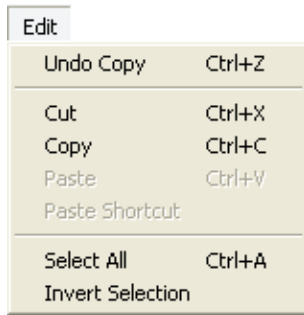 Edit
Undo Copy Ctrl+Z
Cut Ctrl+X
Copy Ctrl+C
Paste Ctrl+V
Paste Shortcut
Select All Ctrl+A
Invert Selection